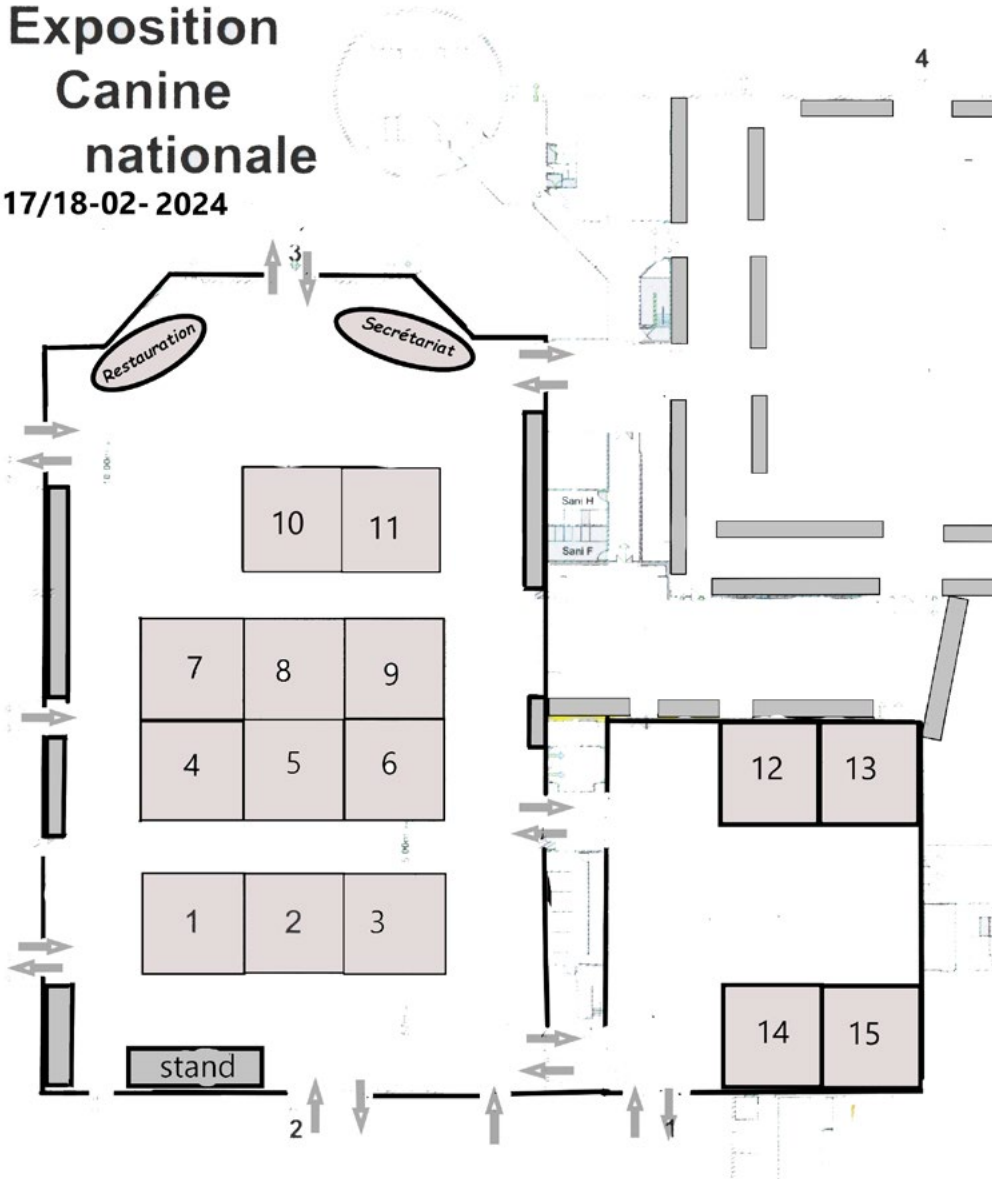 Exposition
Canine
nationale
17/18-02- 2024
4
3
Restauration
Secrétariat
10 11
Sani H
Sani F
7 8 9
4 5 6
12 13
1 2 3
14 15
stand
2
1